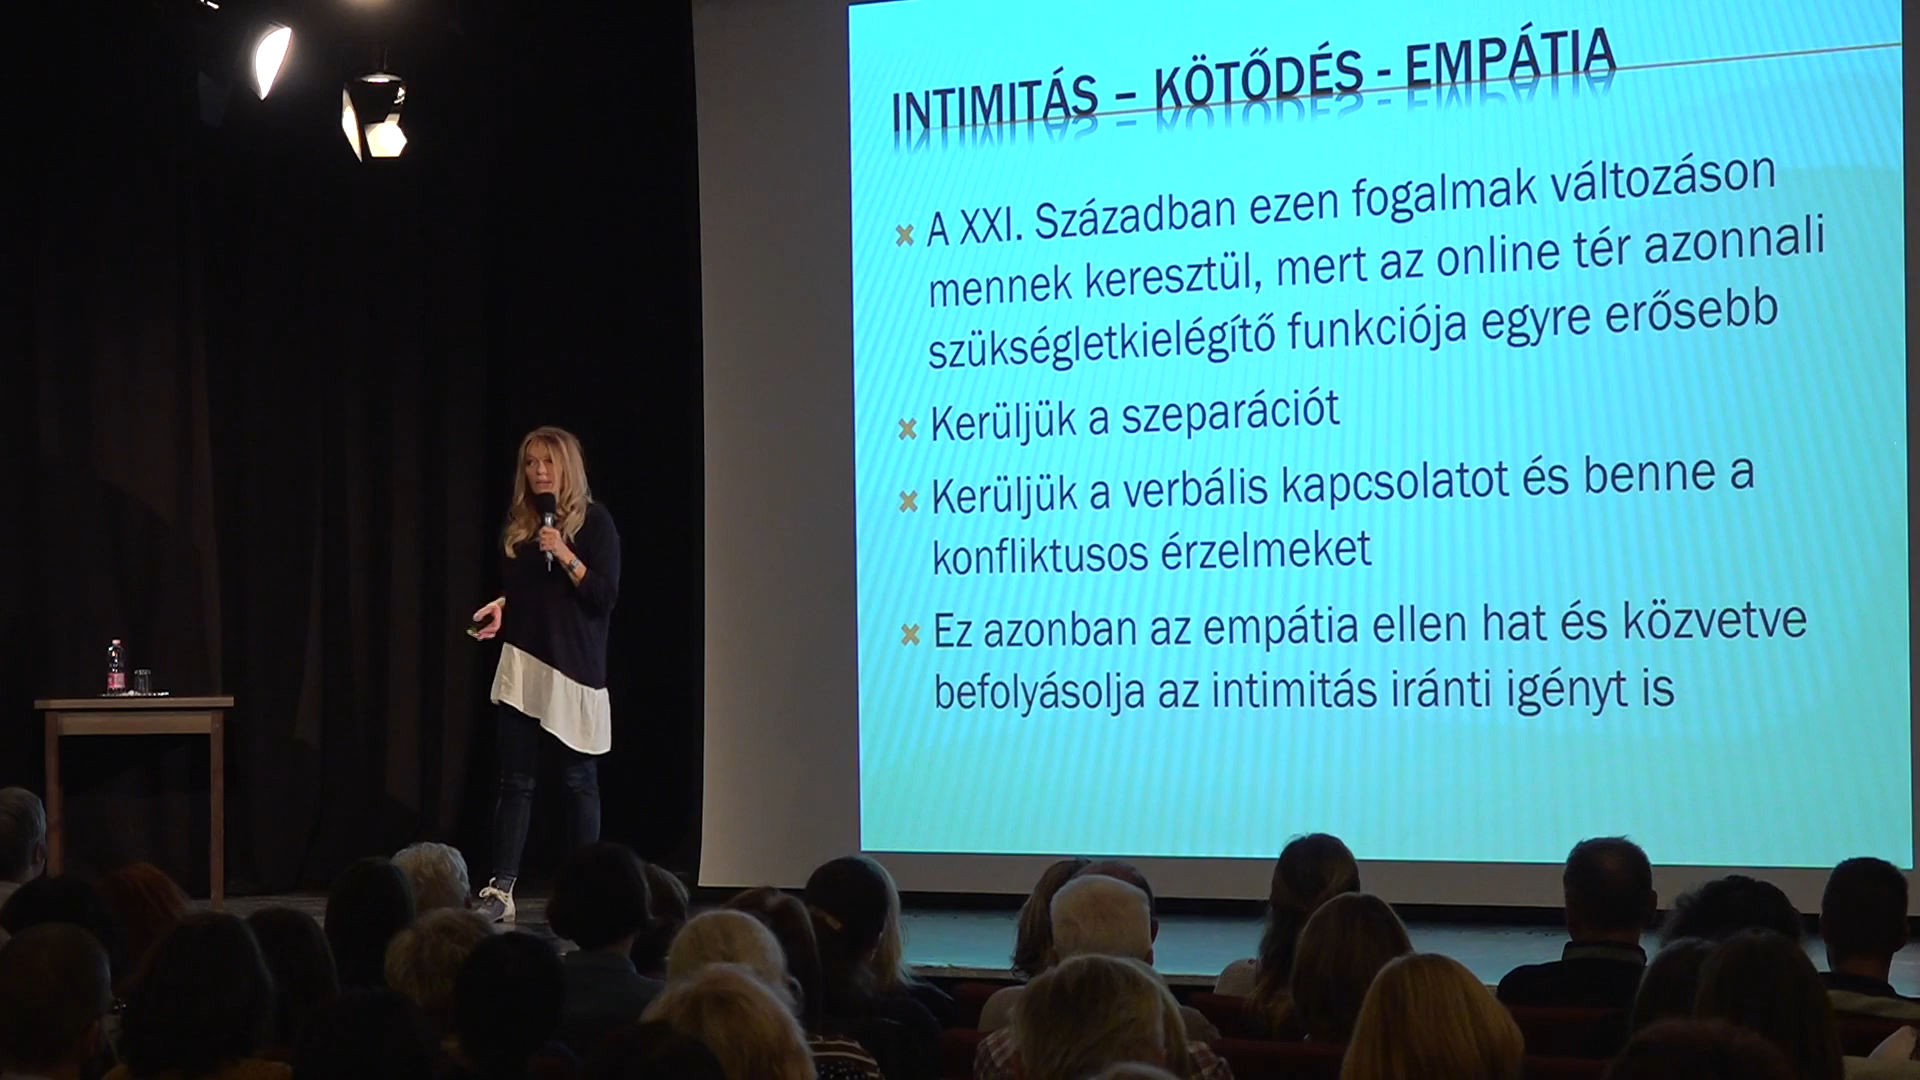 INTIMITÁS – KÖTŐDÉS - EMPÁTIA
A XXI. Században ezen fogalmak változáson
mennek keresztül, mert az online tér azonnali
szükségletkielégítő funkciója egyre erősebb
Kerüljük a szeparációt
Kerüljük a verbális kapcsolatot és benne a
konfliktusos érzelmeket
Ez azonban az empátia ellen hat és közvetve
befolyásolja az intimitás iránti igényt is